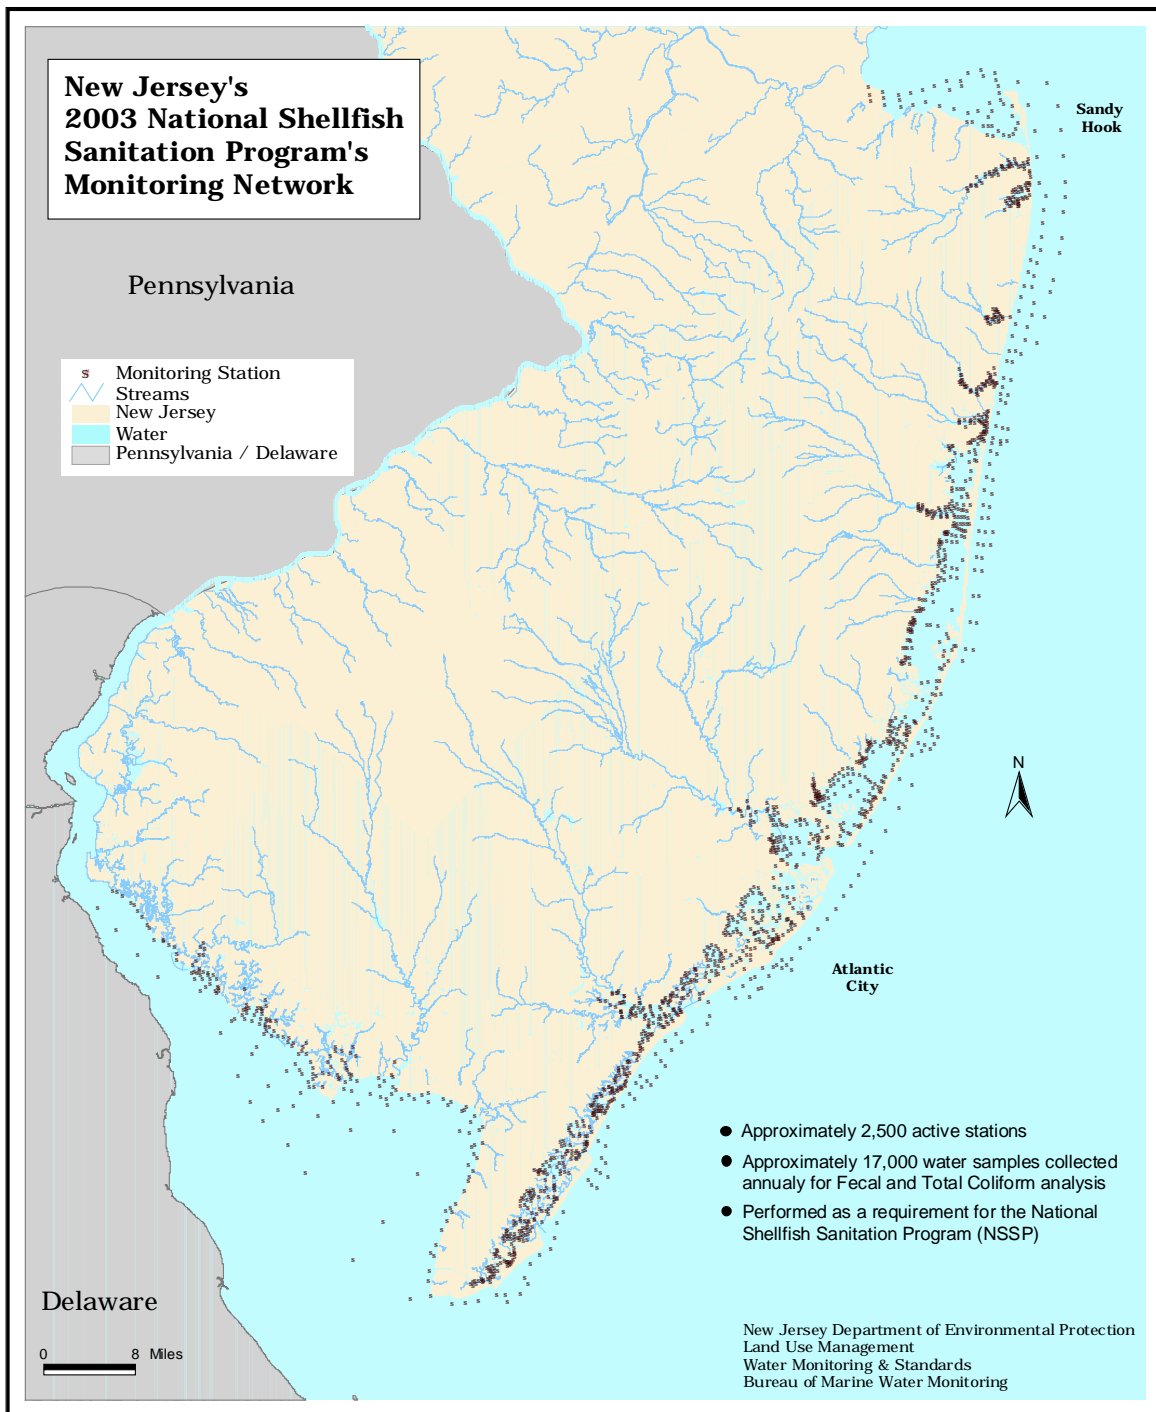 New Jersey's
2003 National Shellfish
Sanitation Program's
Monitoring Network
Sandy
Hook
Pennsylvania
Monitoring Station
Streams
New Jersey
Water
Pennsylvania / Delaware
N
Atlantic
City
● Approximately 2,500 active stations
● Approximately 17,000 water samples collected
annualy for Fecal and Total Coliform analysis
● Performed as a requirement for the National
Shellfish Sanitation Program (NSSP)
Delaware
0 8 Miles
New Jersey Department of Environmental Protection
Land Use Management
Water Monitoring & Standards
Bureau of Marine Water Monitoring